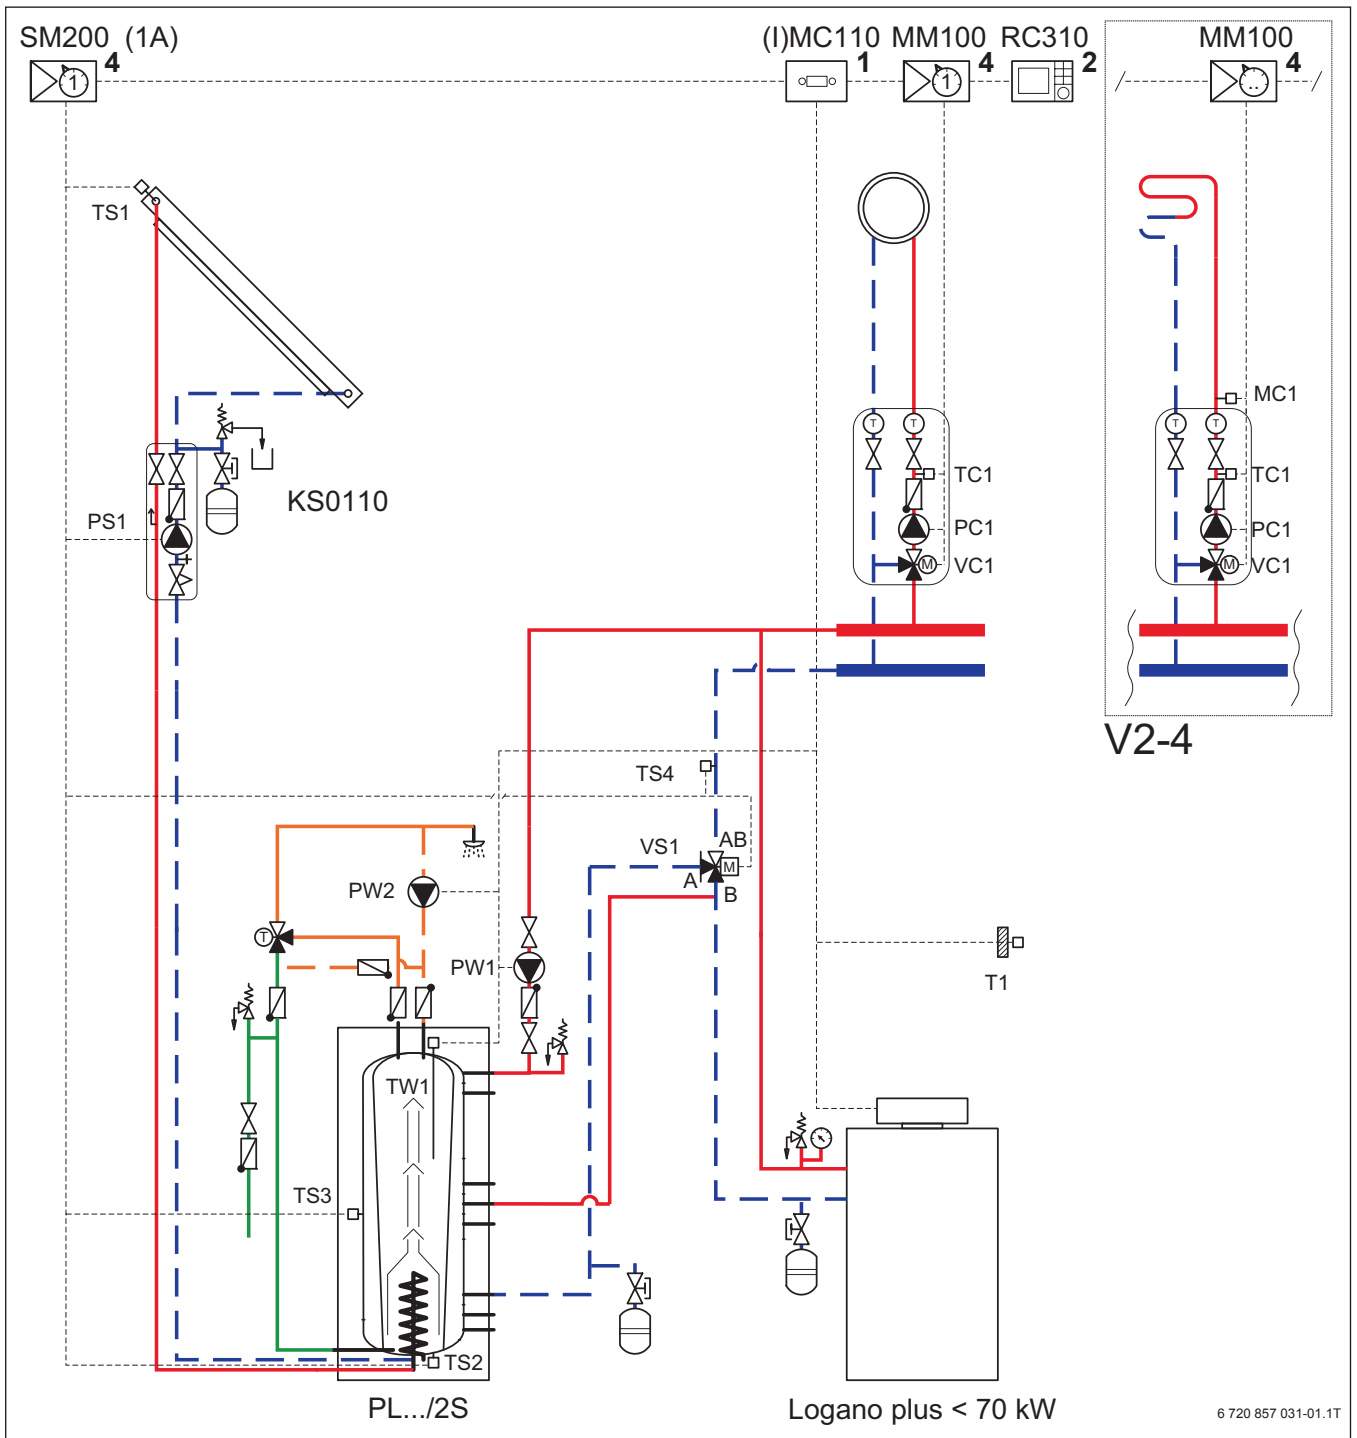 SM200 (1A)
4
(I)MC110
1
MM100
4
RC310
2
MM100
4
1
1
..
TS1
MC1
T
T
T
T
TC1
TC1
KS0110
PS1
PC1
PC1
M
VC1
M
VC1
V2-4
TS4
VS1
AB
M
A
B
PW2
T
PW1
T1
TW1
TS3
TS2
PL.../2S
Logano plus < 70 kW
6 720 857 031-01.1T